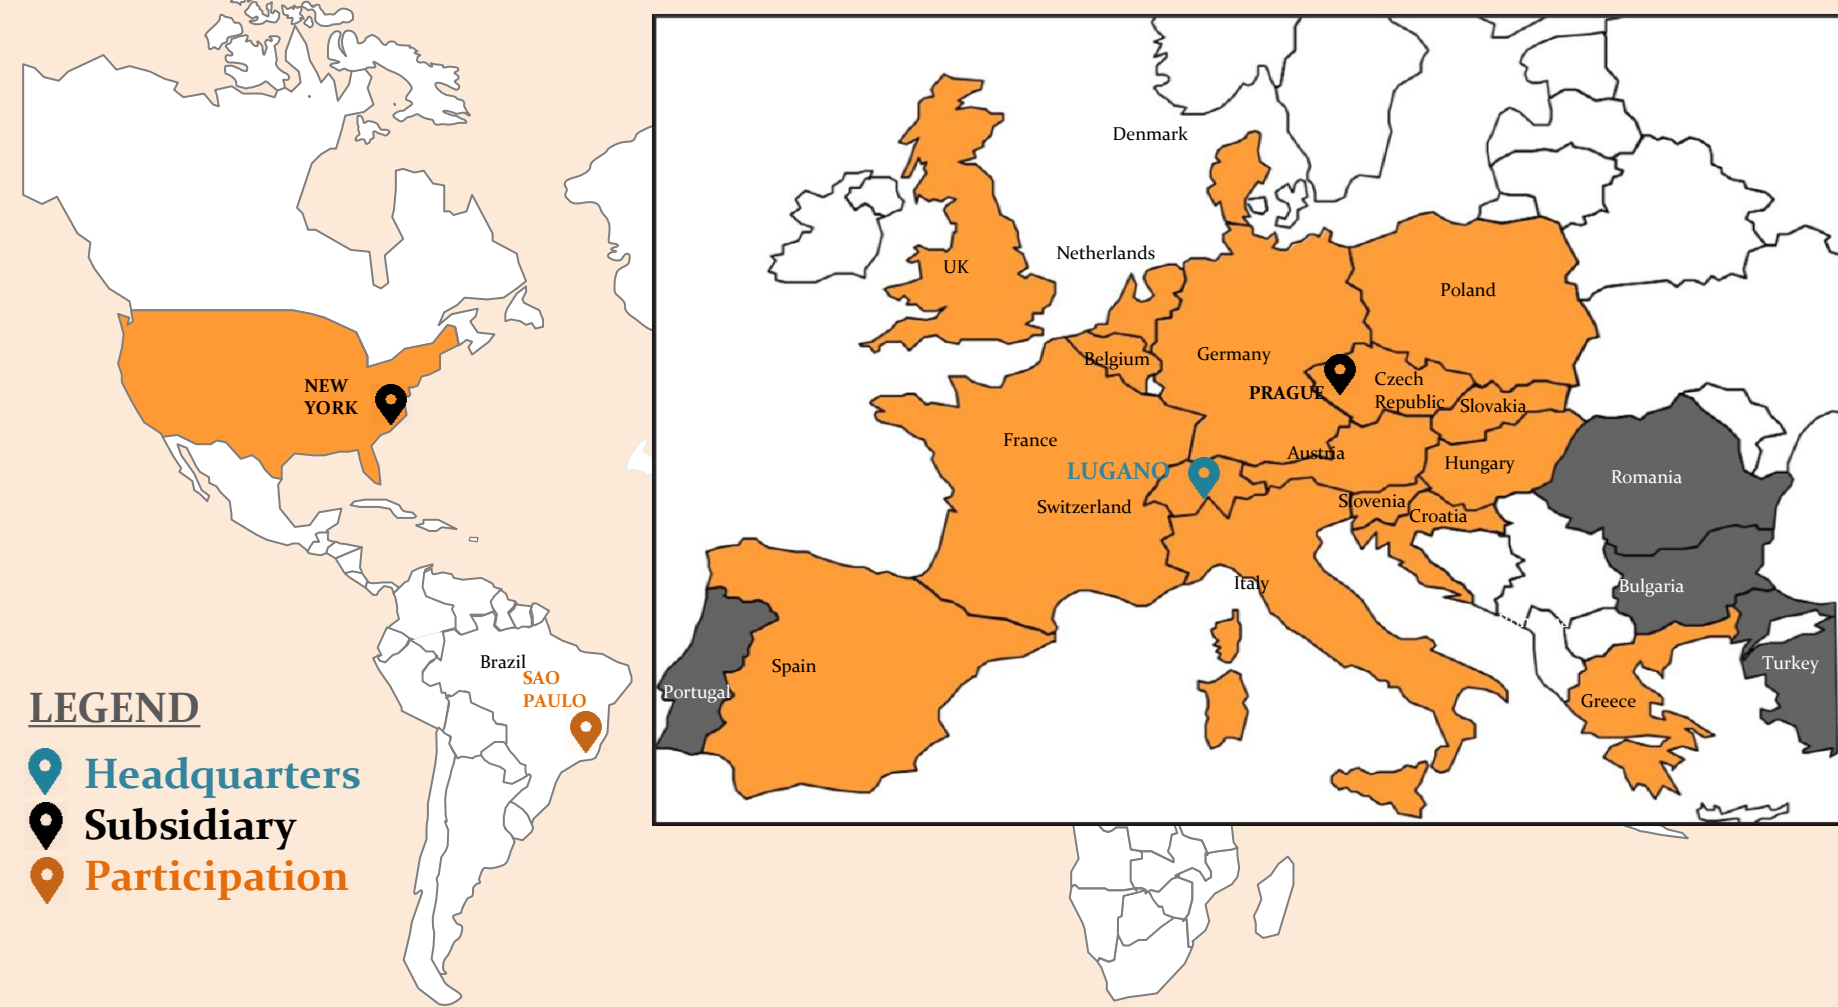 Denmark
Netherlands
UK
Poland
Belgium
Germany
PRAGUE
Czech
Republic
Slovakia
NEW
YORK
France
Austria
LUGANO
Hungary
Romania
Switzerland
Slovenia
Croatia
Italy
Bulgaria
Brazil
SAO
PAULO
Spain
Portugal
Greece
Turkey
LEGEND
Headquarters
Subsidiary
Participation